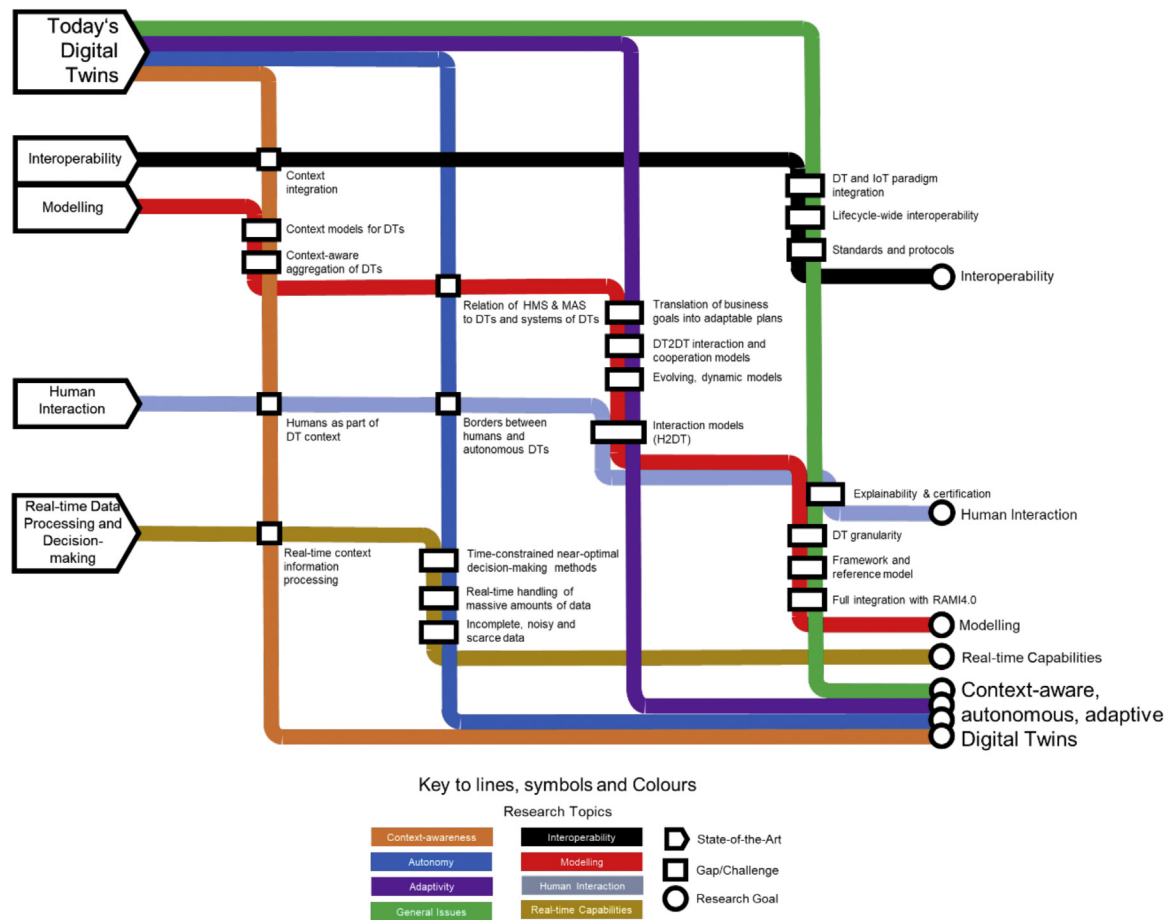 Today's
Digital
Twins
Interoperability
Context
integration
DT and IoT paradigm
integration
Modelling
Lifecycle-wide interoperability
Context models for DTs
Standards and protocols
Context-aware
aggregation of DTs
Interoperability
Relation of HMS & MAS
to DTs and systems of DTs
Translation of business
goals into adaptable plans
DT2DT interaction and
cooperation models
Evolving, dynamic models
Human
Interaction
Humans as part of
DT context
Borders between
humans and
autonomous DTs
Interaction models
(H2DT)
Explainability & certification
Human Interaction
Real-time Data
Processing and
Decision-
making
Real-time context
information
processing
Time-constrained near-optimal
decision-making methods
Real-time handling of
massive amounts of data
Incomplete, noisy and
scarce data
DT granularity
Framework and
reference model
Full integration with RAMI4.0
Modelling
Real-time Capabilities
Context-aware,
autonomous, adaptive
Digital Twins
Key to lines, symbols and Colours
Research Topics
Context-awareness
Interoperability
State-of-the-Art
Autonomy
Modelling
Gap/Challenge
Adaptivity
Human Interaction
Research Goal
General Issues
Real-time Capabilities